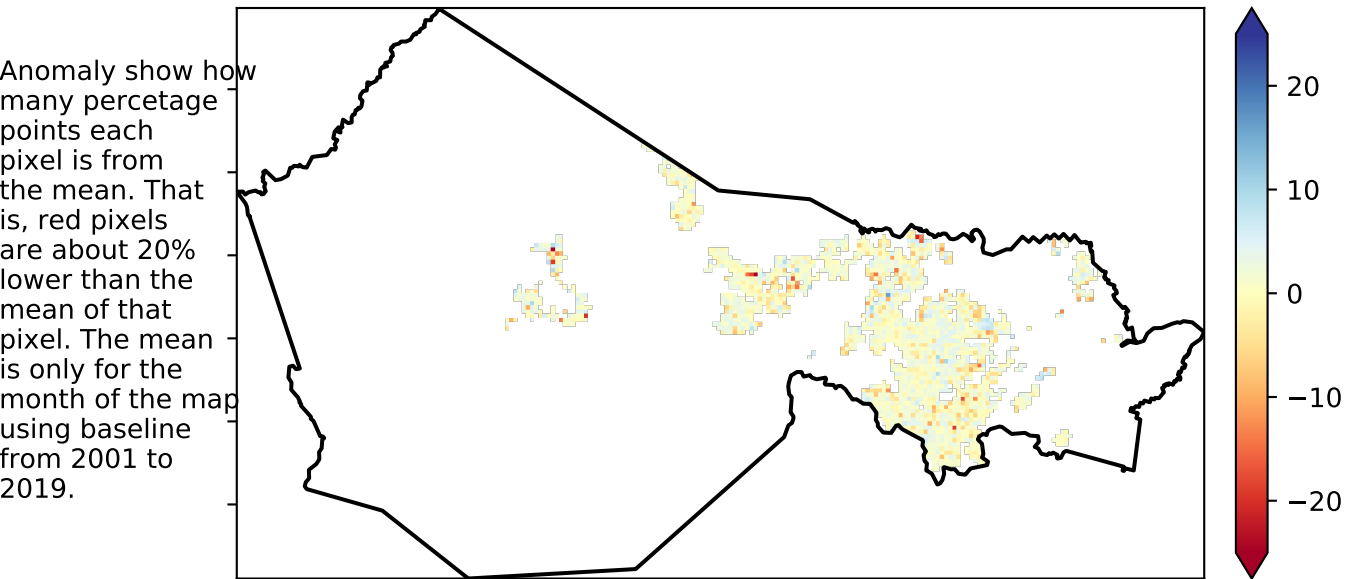 Anomaly show how
many percetage
points each
pixel is from
the mean. That
is, red pixels
are about 20%
lower than the
mean of that
pixel. The mean
is only for the
month of the map
using baseline
from 2001 to
2019.
20
10
0
−10
−20